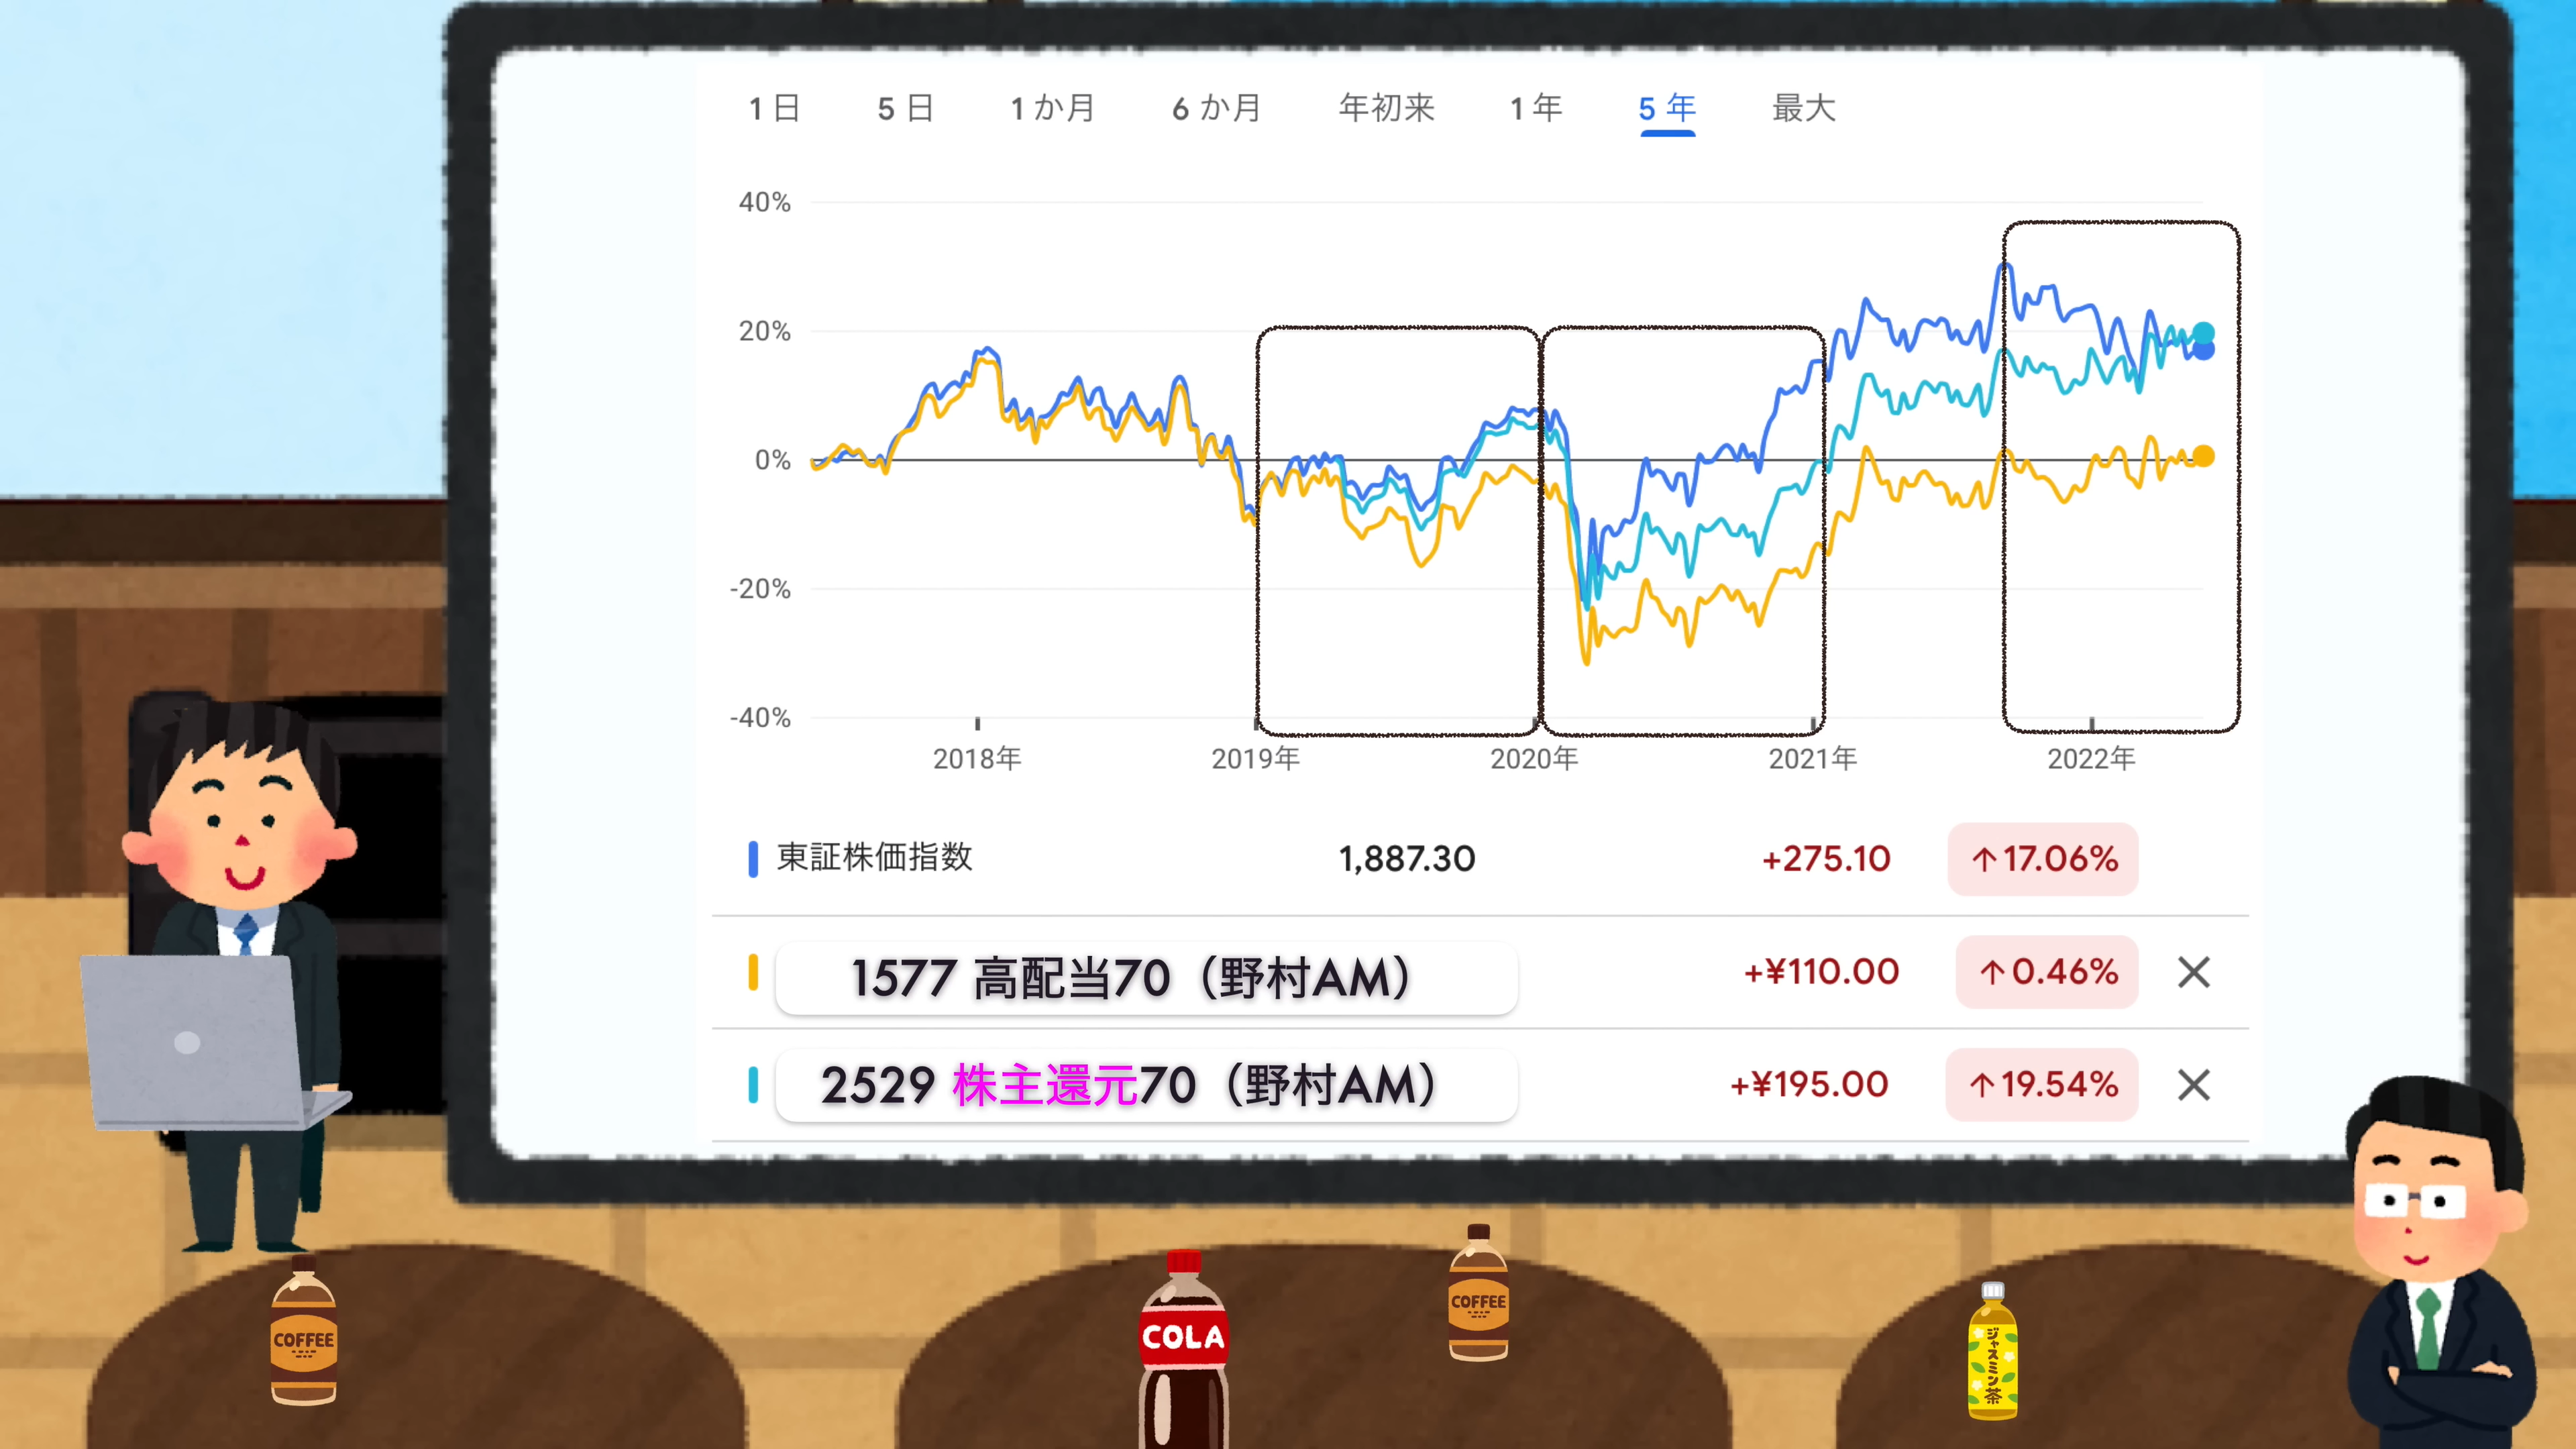 1日 5日 1か月 6か月 年初来 1年 5年 最大
40%
20%
0%
-20%
-40%
2018年 2019年 2020年 2021年 2022年
東証株価指数 1,887.30 +275.10 ↑17.06%
1577 高配当70（野村AM） +¥110.00 ↑0.46% ×
2529 株主還元70（野村AM） +¥195.00 ↑19.54% ×
COFFEE
COLA
COFFEE
ジャスミン茶